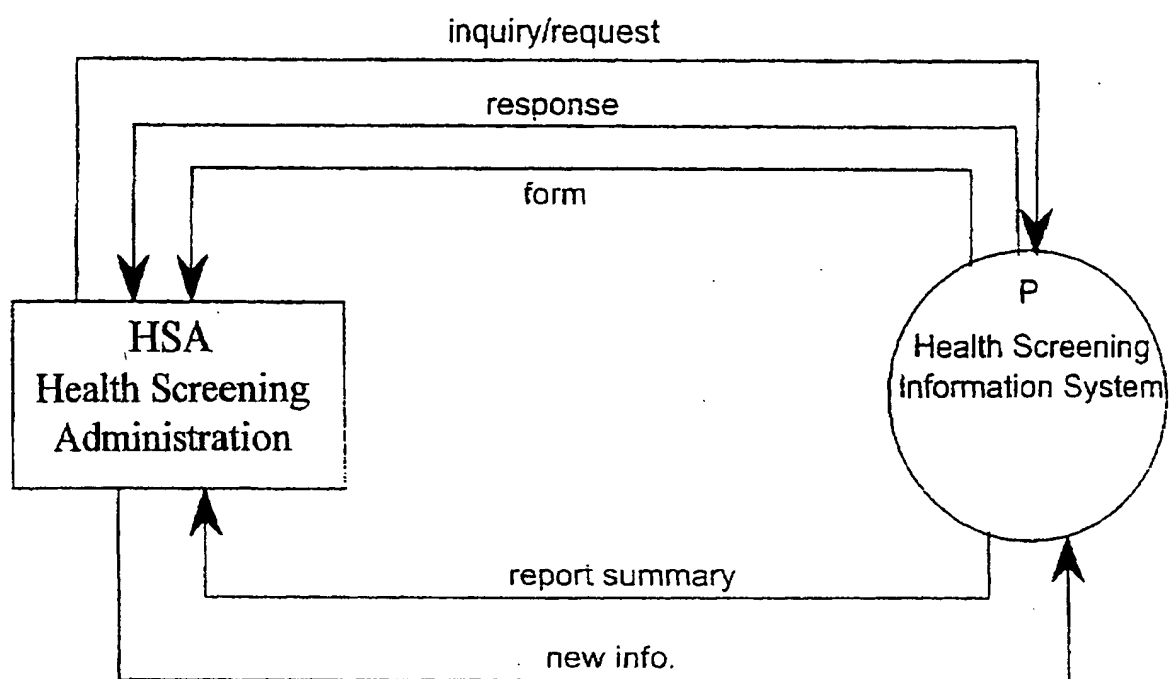 inquiry/request
response
form
HSA
Health Screening
Administration
P
Health Screening
Information System
report summary
new info.